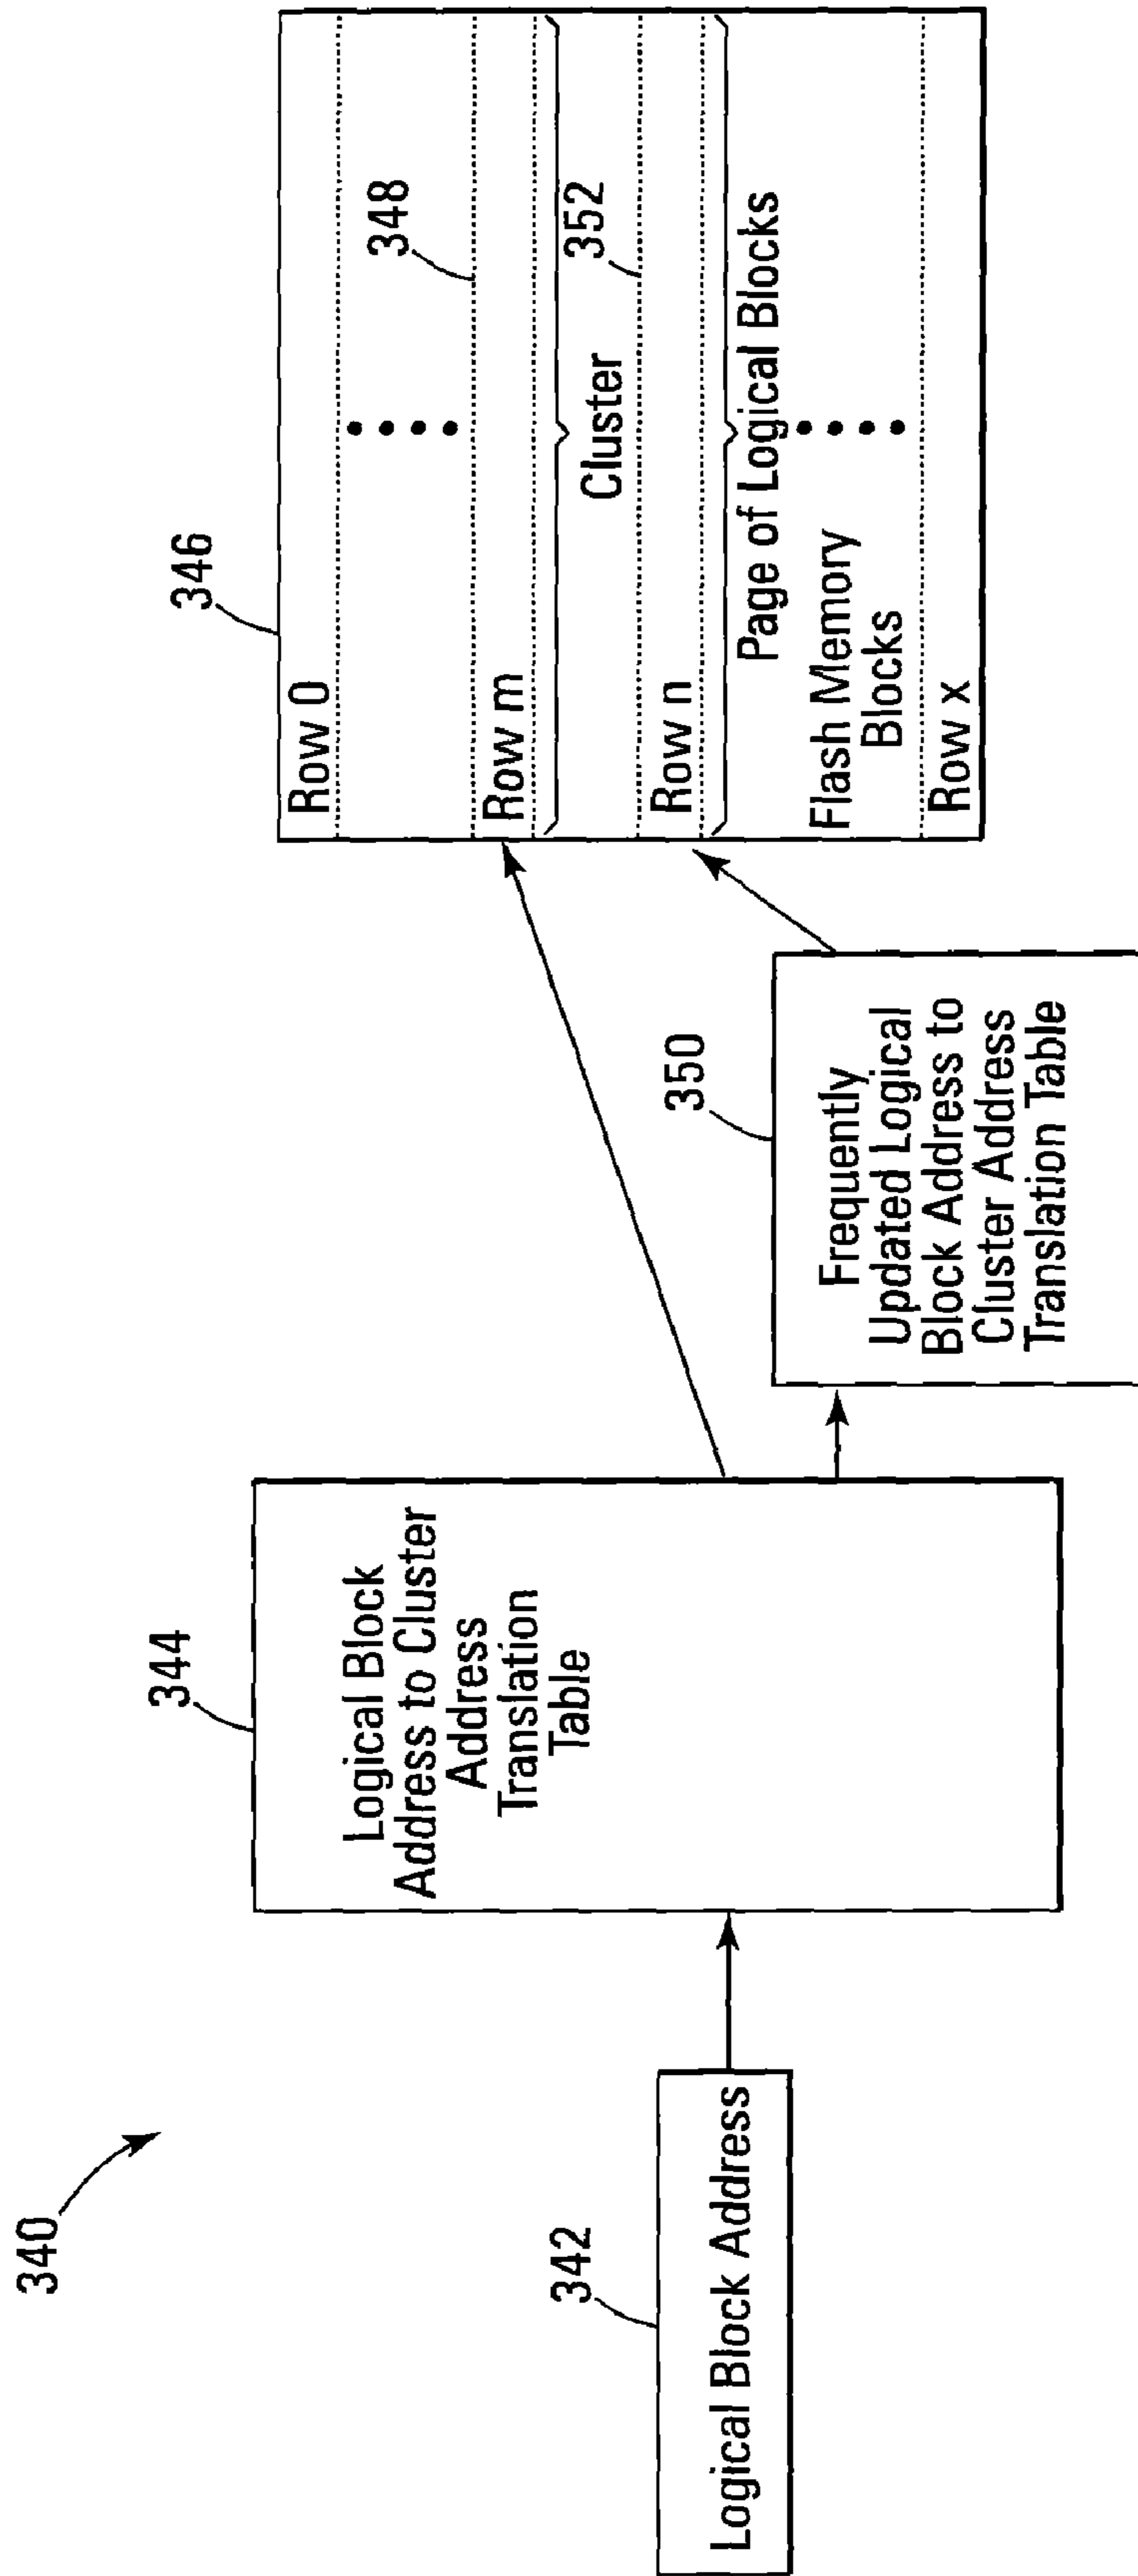 340
342
Logical Block Address
344
Logical Block
Address to Cluster
Address
Translation
Table
350
Frequently
Updated Logical
Block Address to
Cluster Address
Translation Table
346
Row 0
348
Row m
Cluster
352
Row n
Page of Logical Blocks
Flash Memory
Blocks
Row x